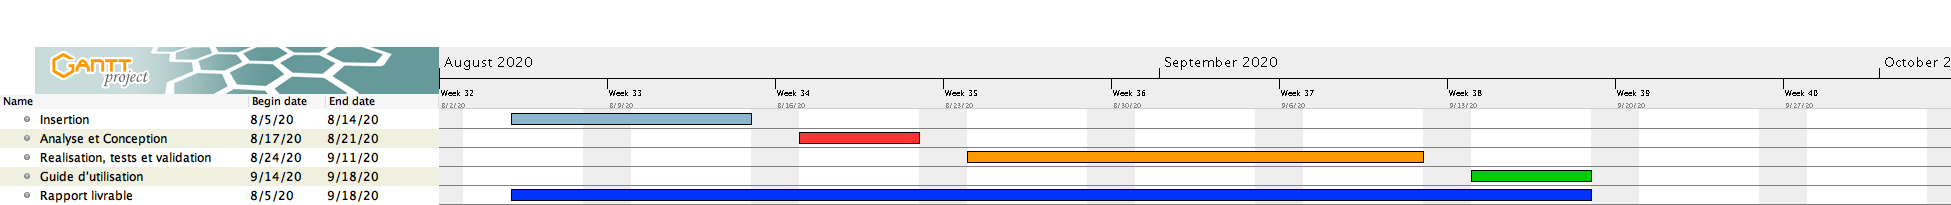 GANTT
project
August 2020
September 2020
October 2
Week 32
Week 33
Week 34
Week 35
Week 36
Week 37
Week 38
Week 39
Week 40
8/2/20
8/9/20
8/16/20
8/23/20
8/30/20
9/6/20
9/13/20
9/20/20
9/27/20
Name Begin date End date
Insertion 8/5/20 8/14/20
Analyse et Conception 8/17/20 8/21/20
Realisation, tests et validation 8/24/20 9/11/20
Guide d'utilisation 9/14/20 9/18/20
Rapport livrable 8/5/20 9/18/20